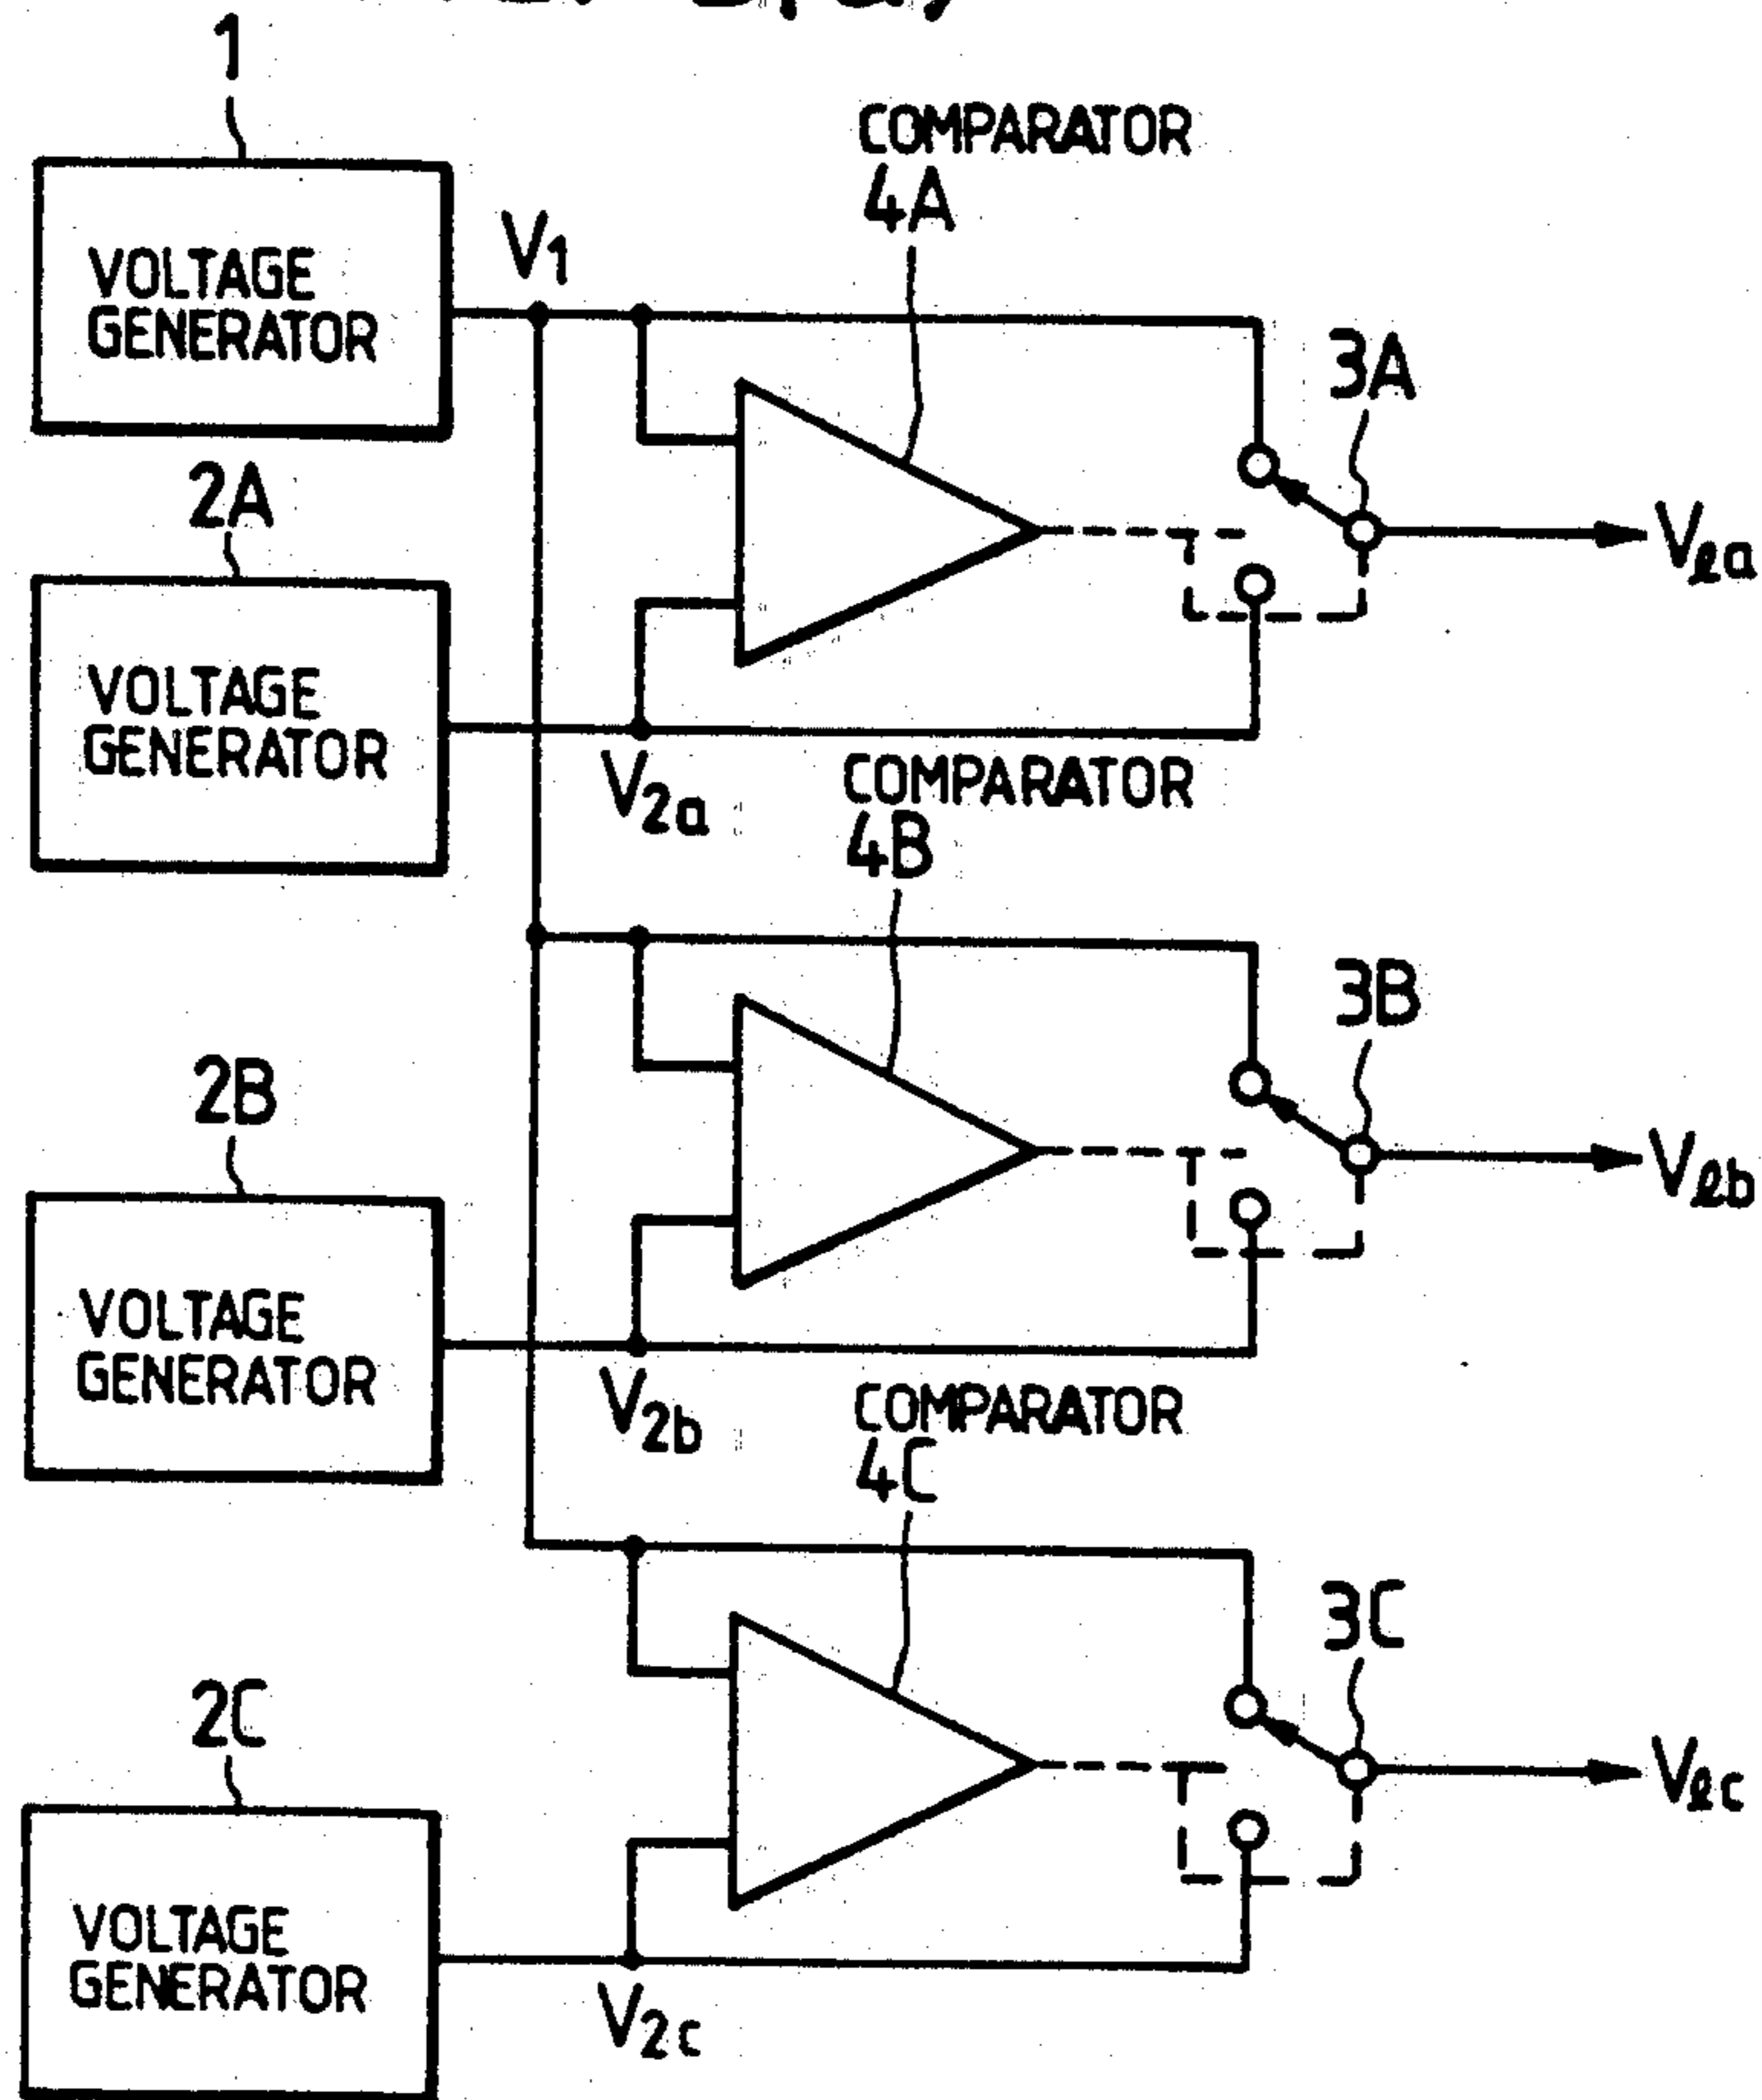 1
COMPARATOR
4A
VOLTAGE
GENERATOR
V1
3A
2A
Vℓa
VOLTAGE
GENERATOR
V2a
COMPARATOR
4B
3B
2B
Vℓb
VOLTAGE
GENERATOR
V2b
COMPARATOR
4C
3C
2C
Vℓc
VOLTAGE
GENERATOR
V2c